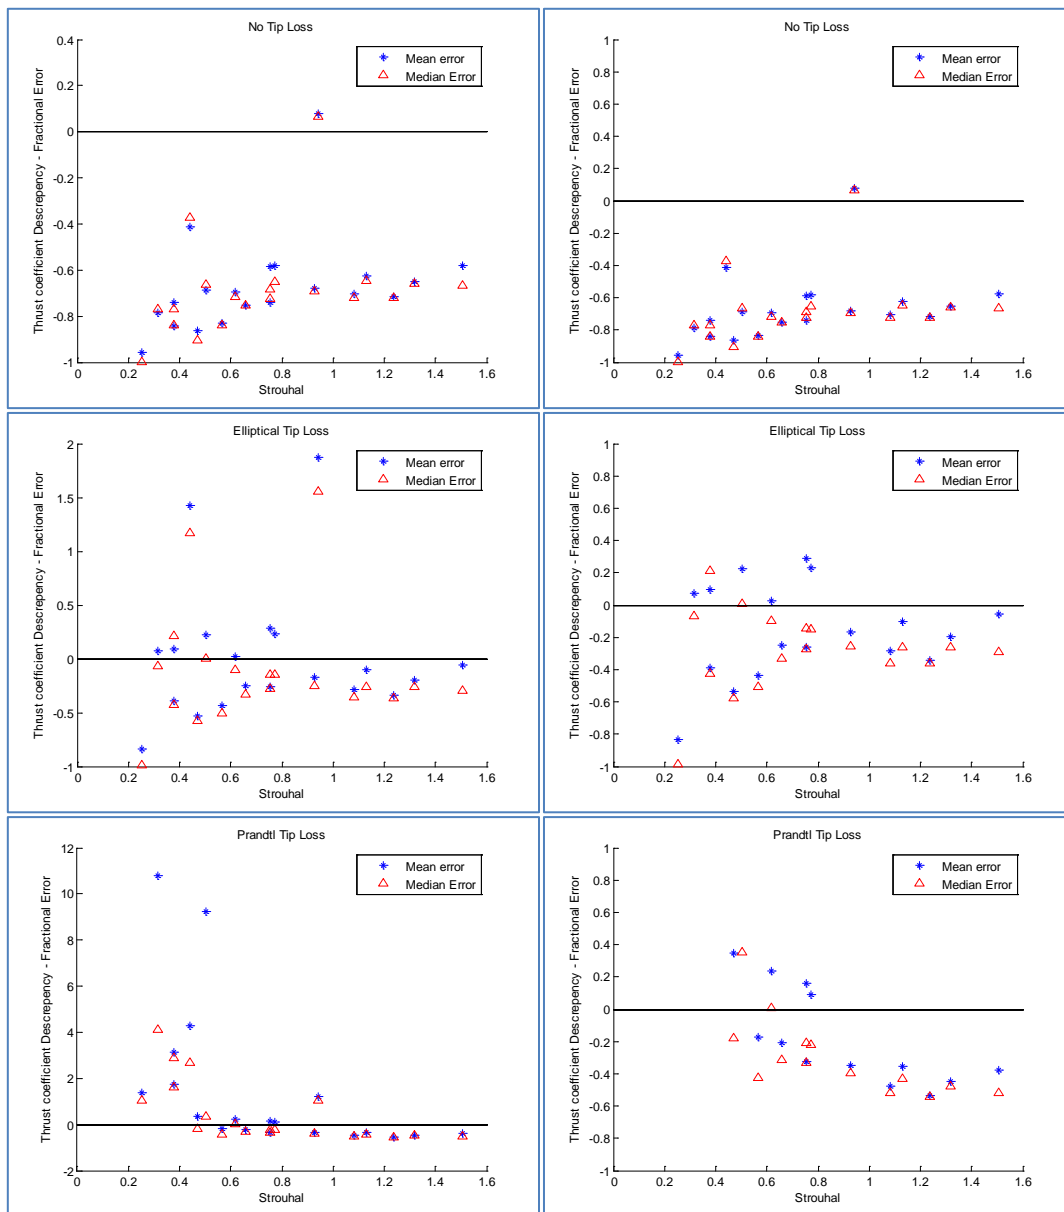 No Tip Loss
0.4
0.2
0
-0.2
-0.4
-0.6
-0.8
-1
0 0.2 0.4 0.6 0.8 1 1.2 1.4 1.6
Strouhal
Thrust coefficient Descrepency - Fractional Error
Mean error
Median Error
No Tip Loss
1
0.8
0.6
0.4
0.2
0
-0.2
-0.4
-0.6
-0.8
-1
0 0.2 0.4 0.6 0.8 1 1.2 1.4 1.6
Strouhal
Thrust coefficient Descrepency - Fractional Error
Mean error
Median Error
Elliptical Tip Loss
2
1.5
1
0.5
0
-0.5
-1
0 0.2 0.4 0.6 0.8 1 1.2 1.4 1.6
Strouhal
Thrust coefficient Descrepency - Fractional Error
Mean error
Median Error
Elliptical Tip Loss
1
0.8
0.6
0.4
0.2
0
-0.2
-0.4
-0.6
-0.8
-1
0 0.2 0.4 0.6 0.8 1 1.2 1.4 1.6
Strouhal
Thrust coefficient Descrepency - Fractional Error
Mean error
Median Error
Prandtl Tip Loss
12
10
8
6
4
2
0
-2
0 0.2 0.4 0.6 0.8 1 1.2 1.4 1.6
Strouhal
Thrust coefficient Descrepency - Fractional Error
Mean error
Median Error
Prandtl Tip Loss
1
0.8
0.6
0.4
0.2
0
-0.2
-0.4
-0.6
-0.8
-1
0 0.2 0.4 0.6 0.8 1 1.2 1.4 1.6
Strouhal
Thrust coefficient Descrepency - Fractional Error
Mean error
Median Error